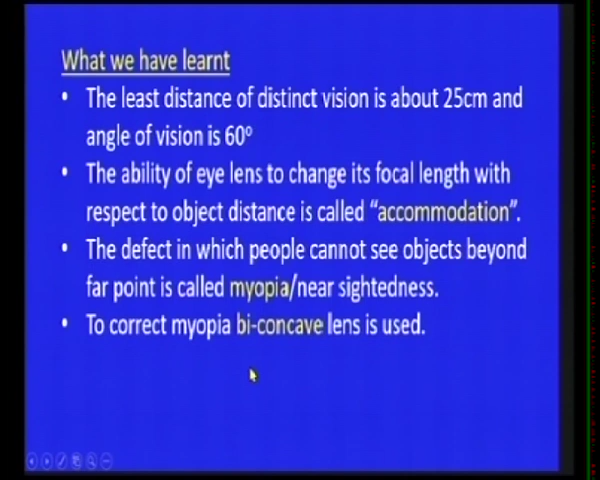 What we have learnt
• The least distance of distinct vision is about 25cm and
angle of vision is 60⁰
• The ability of eye lens to change its focal length with
respect to object distance is called “accommodation”.
• The defect in which people cannot see objects beyond
far point is called myopia/near sightedness.
• To correct myopia bi-concave lens is used.